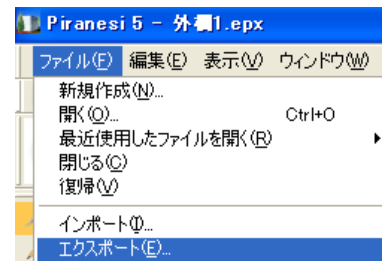 Piranesi 5 - 外構1.epx
ファイル(F) 編集(E) 表示(V) ウィンドウ(W)
新規作成(N)...
開く(O)... Ctrl+O
最近使用したファイルを開く(R)
閉じる(C)
復帰(V)
インポート(I)...
エクスポート(E)...